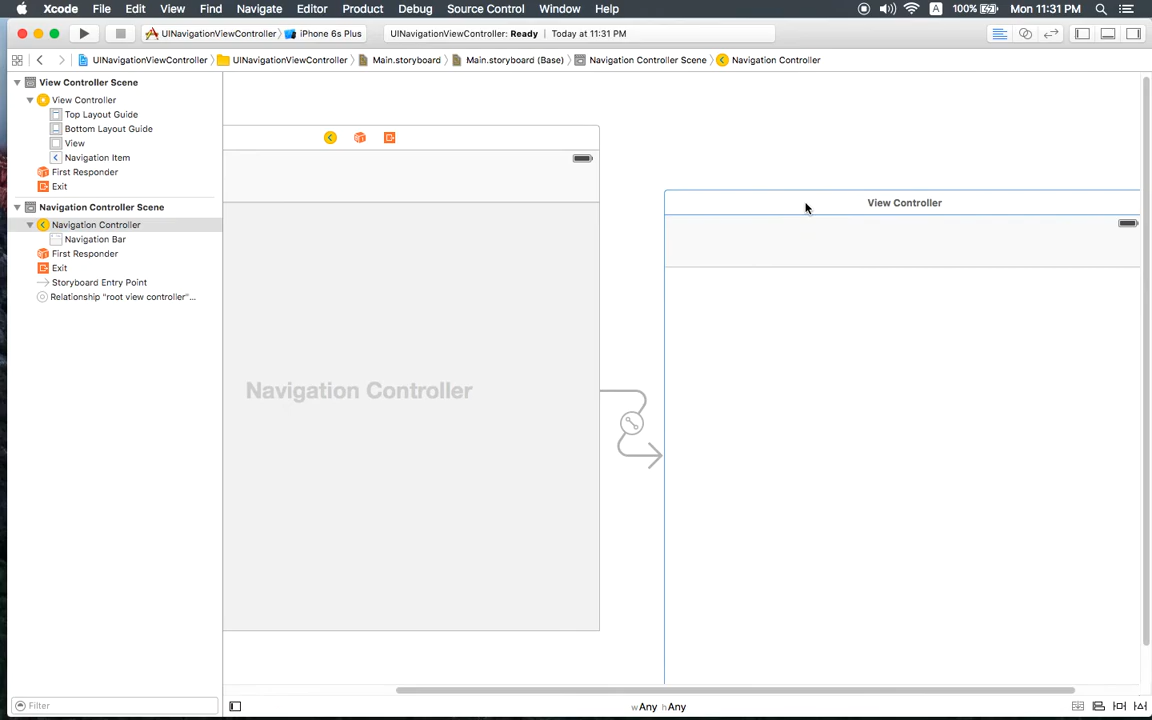 Xcode File Edit View Find Navigate Editor Product Debug Source Control Window Help A 100% Mon 11:31 PM
UINavigationViewController iPhone 6s Plus UINavigationViewController: Ready Today at 11:31 PM
UINavigationViewController UINavigationViewController Main.storyboard Main.storyboard (Base) Navigation Controller Scene Navigation Controller
View Controller Scene
View Controller
Top Layout Guide
Bottom Layout Guide
View
Navigation Item
First Responder
Exit
Navigation Controller Scene
Navigation Controller
Navigation Bar
First Responder
Exit
Storyboard Entry Point
Relationship "root view controller"...
View Controller
Navigation Controller
Filter
wAny hAny